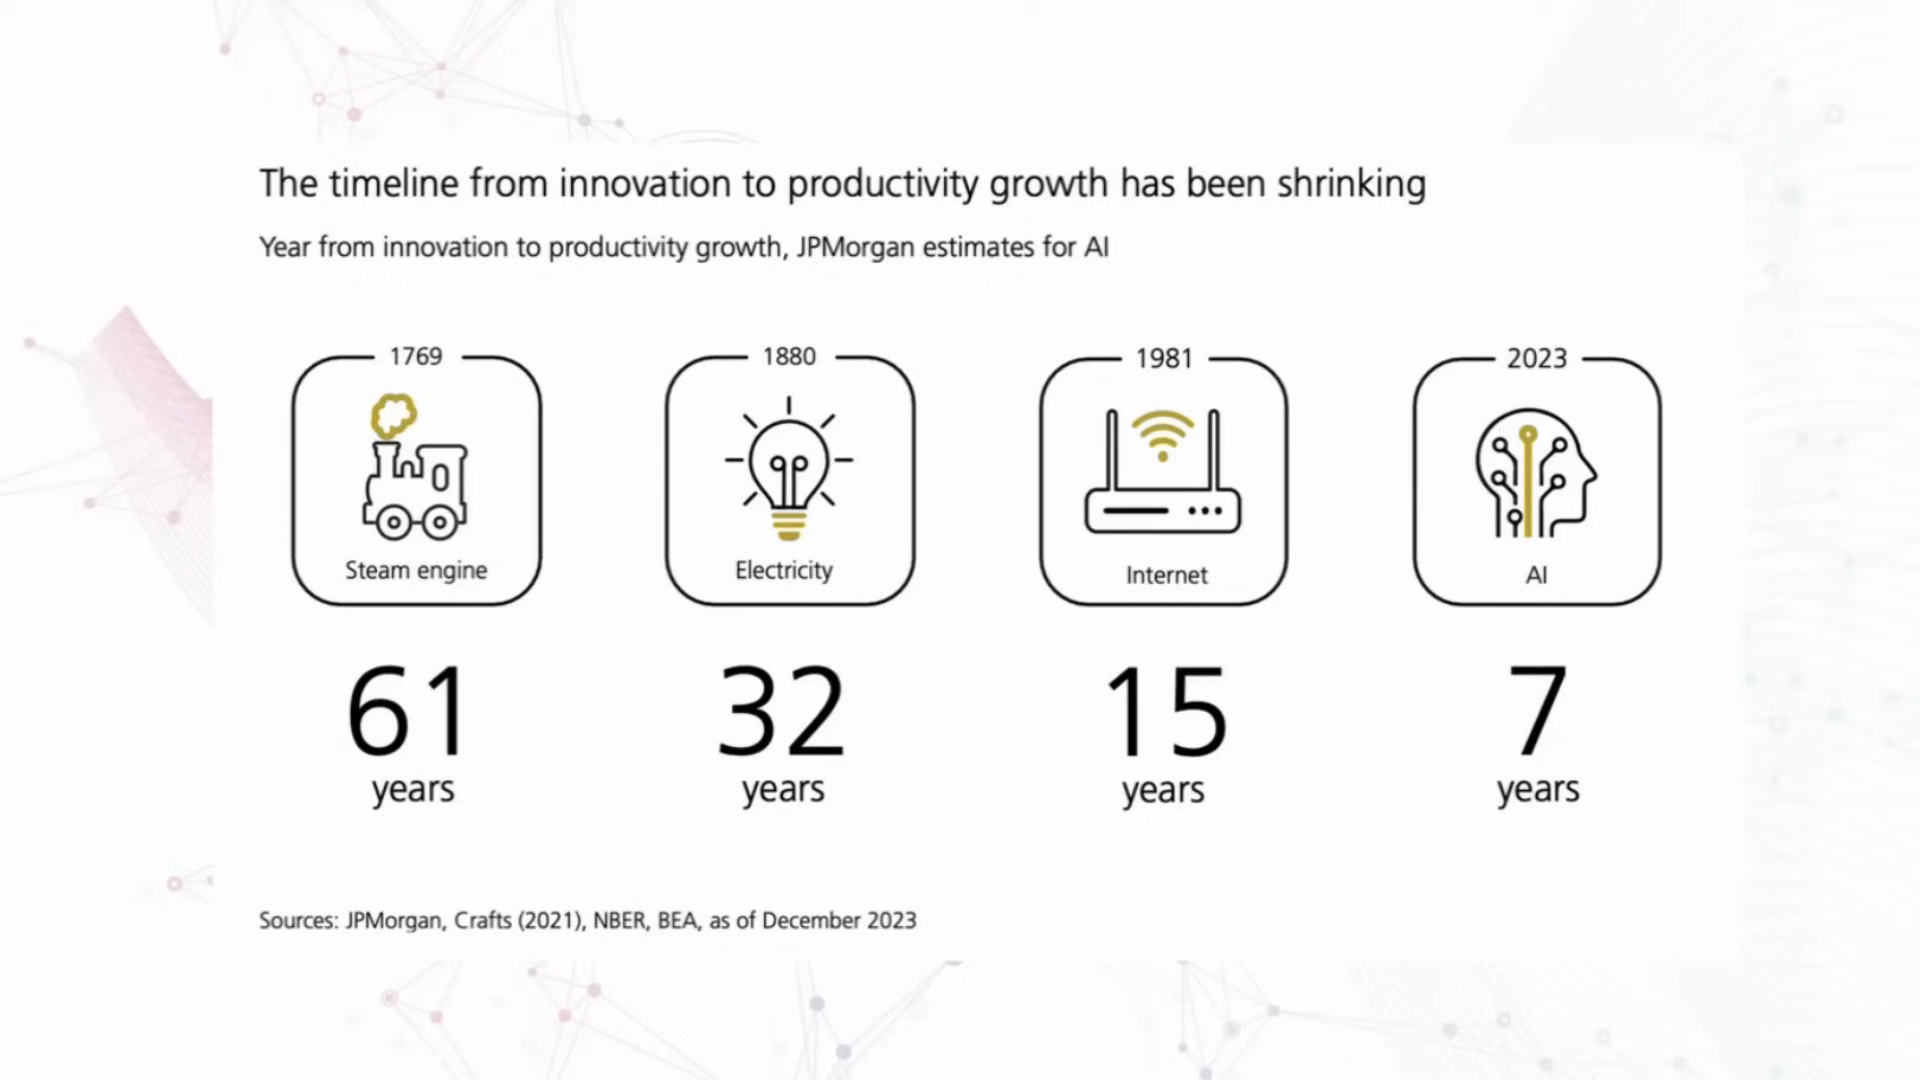 The timeline from innovation to productivity growth has been shrinking
Year from innovation to productivity growth, JPMorgan estimates for AI
1769
Steam engine
61
years
1880
Electricity
32
years
1981
Internet
15
years
2023
AI
7
years
Sources: JPMorgan, Crafts (2021), NBER, BEA, as of December 2023